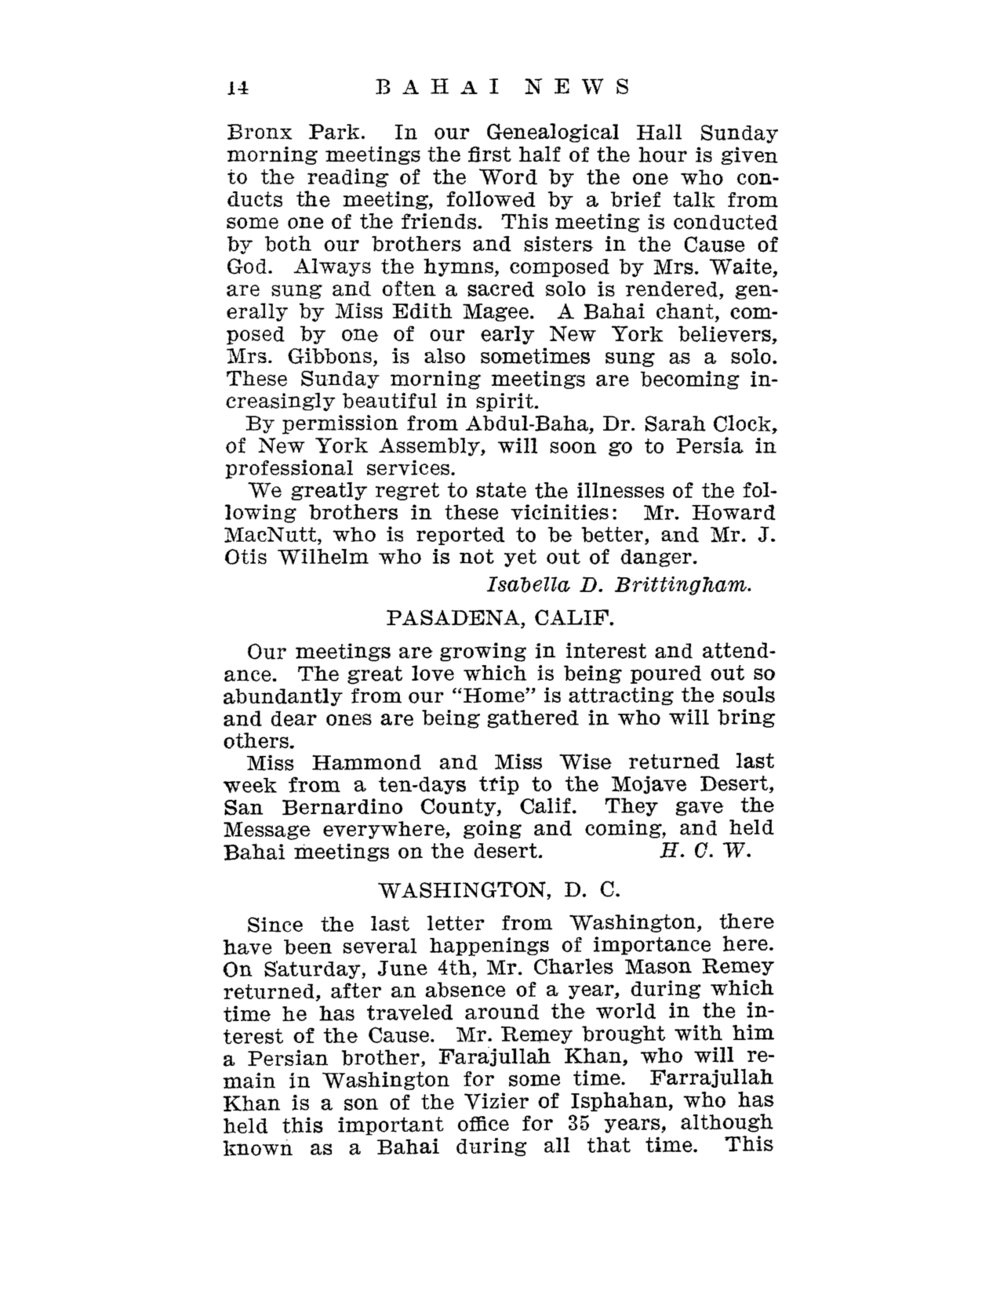 14 BAHAI NEWS
Bronx Park. In our Genealogical Hall Sunday
morning meetings the first half of the hour is given
to the reading of the Word by the one who con-
ducts the meeting, followed by a brief talk from
some one of the friends. This meeting is conducted
by both our brothers and sisters in the Cause of
God. Always the hymns, composed by Mrs. Waite,
are sung and often a sacred solo is rendered, gen-
erally by Miss Edith Magee. A Bahai chant, com-
posed by one of our early New York believers,
Mrs. Gibbons, is also sometimes sung as a solo.
These Sunday morning meetings are becoming in-
creasingly beautiful in spirit.
By permission from Abdul-Baha, Dr. Sarah Clock,
of New York Assembly, will soon go to Persia in
professional services.
We greatly regret to state the illnesses of the fol-
lowing brothers in these vicinities: Mr. Howard
MacNutt, who is reported to be better, and Mr. J.
Otis Wilhelm who is not yet out of danger.
Isabella D. Brittingham.
PASADENA, CALIF.
Our meetings are growing in interest and attend-
ance. The great love which is being poured out so
abundantly from our “Home” is attracting the souls
and dear ones are being gathered in who will bring
others.
Miss Hammond and Miss Wise returned last
week from a ten-days trip to the Mojave Desert,
San Bernardino County, Calif. They gave the
Message everywhere, going and coming, and held
Bahai meetings on the desert. H. C. W.
WASHINGTON, D. C.
Since the last letter from Washington, there
have been several happenings of importance here.
On Saturday, June 4th, Mr. Charles Mason Remey
returned, after an absence of a year, during which
time he has traveled around the world in the in-
terest of the Cause. Mr. Remey brought with him
a Persian brother, Farajullah Khan, who will re-
main in Washington for some time. Farrajullah
Khan is a son of the Vizier of Isphahan, who has
held this important office for 35 years, although
known as a Bahai during all that time. This